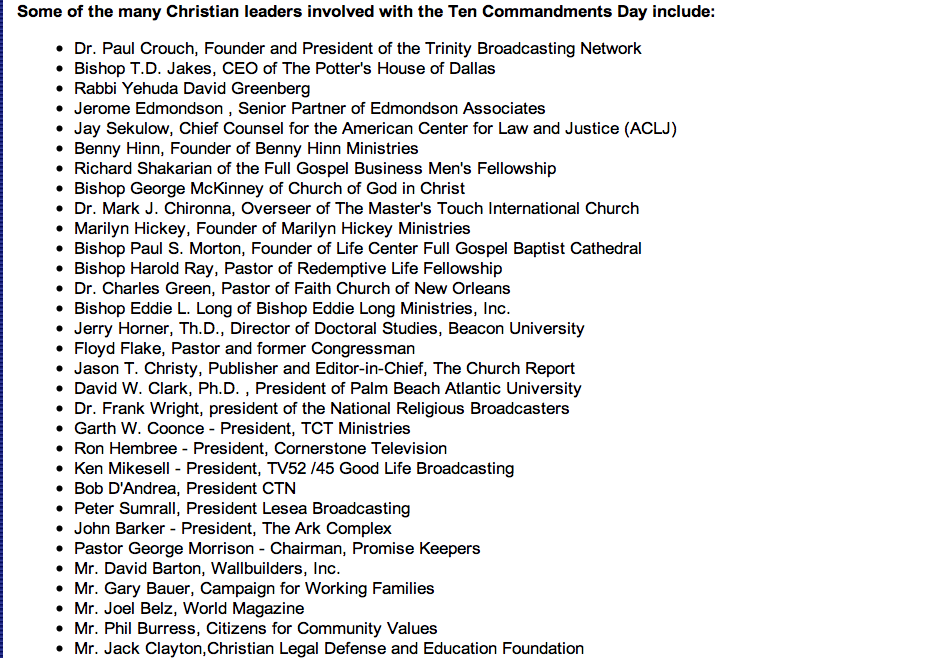 Some of the many Christian leaders involved with the Ten Commandments Day include:
• Dr. Paul Crouch, Founder and President of the Trinity Broadcasting Network
• Bishop T.D. Jakes, CEO of The Potter's House of Dallas
• Rabbi Yehuda David Greenberg
• Jerome Edmondson , Senior Partner of Edmondson Associates
• Jay Sekulow, Chief Counsel for the American Center for Law and Justice (ACLJ)
• Benny Hinn, Founder of Benny Hinn Ministries
• Richard Shakarian of the Full Gospel Business Men's Fellowship
• Bishop George McKinney of Church of God in Christ
• Dr. Mark J. Chironna, Overseer of The Master's Touch International Church
• Marilyn Hickey, Founder of Marilyn Hickey Ministries
• Bishop Paul S. Morton, Founder of Life Center Full Gospel Baptist Cathedral
• Bishop Harold Ray, Pastor of Redemptive Life Fellowship
• Dr. Charles Green, Pastor of Faith Church of New Orleans
• Bishop Eddie L. Long of Bishop Eddie Long Ministries, Inc.
• Jerry Horner, Th.D., Director of Doctoral Studies, Beacon University
• Floyd Flake, Pastor and former Congressman
• Jason T. Christy, Publisher and Editor-in-Chief, The Church Report
• David W. Clark, Ph.D. , President of Palm Beach Atlantic University
• Dr. Frank Wright, president of the National Religious Broadcasters
• Garth W. Coonce - President, TCT Ministries
• Ron Hembree - President, Cornerstone Television
• Ken Mikesell - President, TV52 /45 Good Life Broadcasting
• Bob D'Andrea, President CTN
• Peter Sumrall, President Lesea Broadcasting
• John Barker - President, The Ark Complex
• Pastor George Morrison - Chairman, Promise Keepers
• Mr. David Barton, Wallbuilders, Inc.
• Mr. Gary Bauer, Campaign for Working Families
• Mr. Joel Belz, World Magazine
• Mr. Phil Burress, Citizens for Community Values
• Mr. Jack Clayton,Christian Legal Defense and Education Foundation